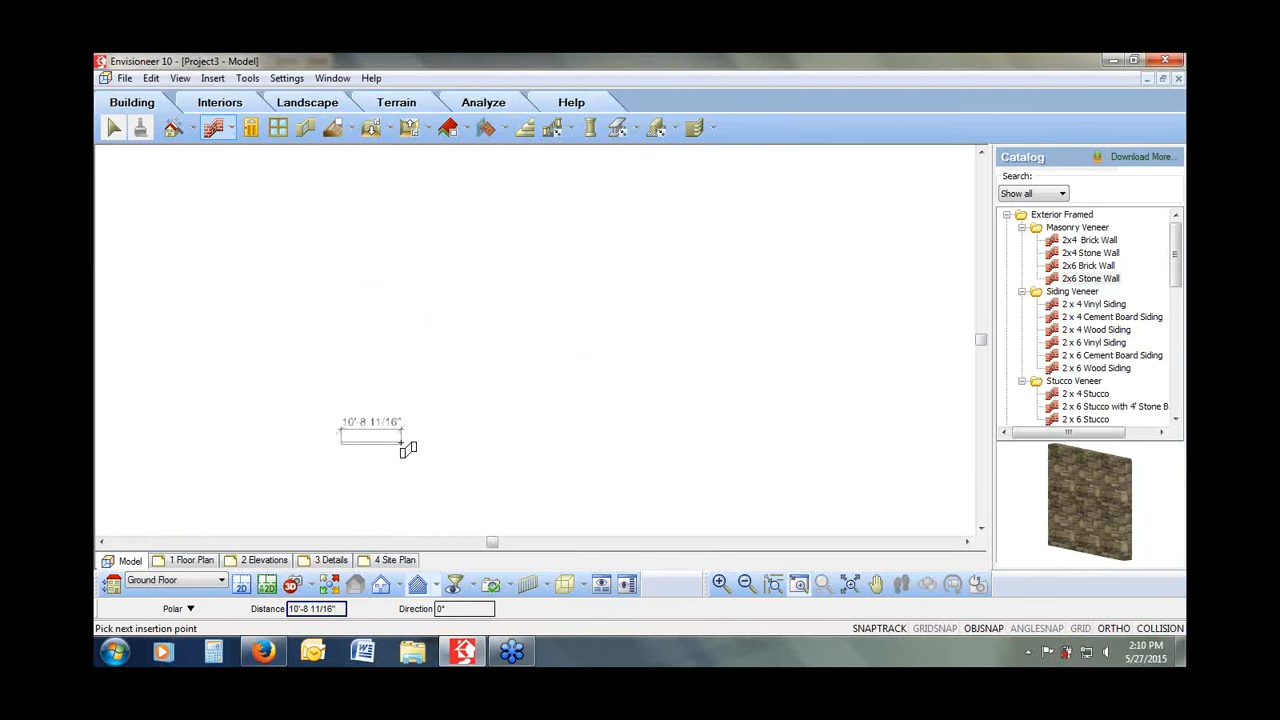 Envisioneer 10 - [Project3 - Model]
File Edit View Insert Tools Settings Window Help
Building Interiors Landscape Terrain Analyze Help
Catalog Download More...
Search:
Show all
Exterior Framed
Masonry Veneer
2x4 Brick Wall
2x4 Stone Wall
2x6 Brick Wall
2x6 Stone Wall
Siding Veneer
2 x 4 Vinyl Siding
2 x 4 Cement Board Siding
2 x 4 Wood Siding
2 x 6 Vinyl Siding
2 x 6 Cement Board Siding
2 x 6 Wood Siding
Stucco Veneer
2 x 4 Stucco
2 x 6 Stucco with 4' Stone B
2 x 6 Stucco
10'-8 11/16"
Model 1 Floor Plan 2 Elevations 3 Details 4 Site Plan
Ground Floor 2D 2D 3D
Polar Distance 10'-8 11/16" Direction 0°
Pick next insertion point SNAPTRACK GRIDSNAP OBJSNAP ANGLESNAP GRID ORTHO COLLISION
2:10 PM
5/27/2015